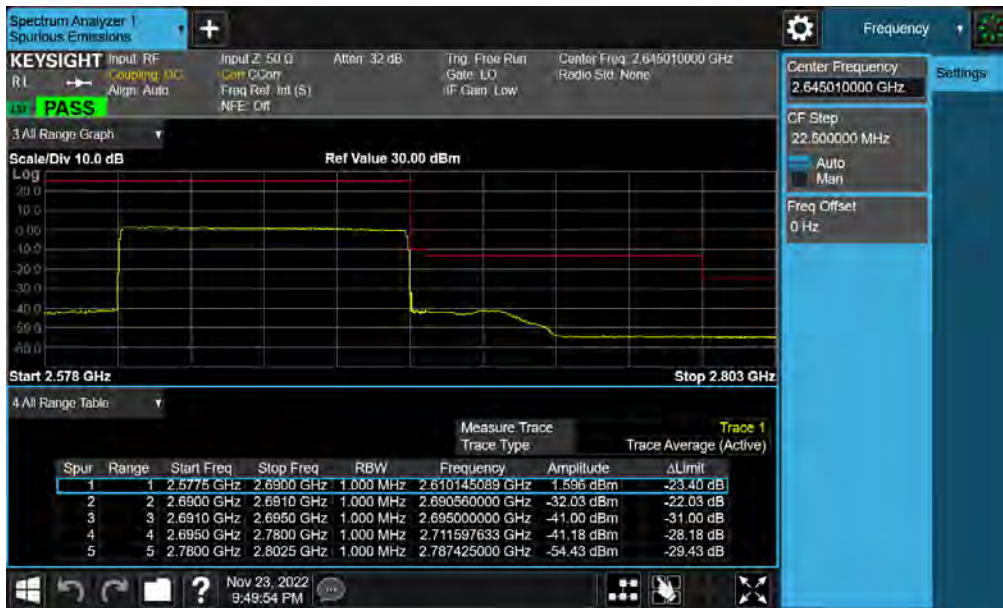 Spectrum Analyzer 1
Spurious Emissions
+
Frequency
KEYSIGHT Input: RF Input Z: 50 Ω Atten: 32 dB Trig: Free Run Center Freq: 2.645010000 GHz
RL Coupling: DC Corr CCorr Gate: LO Radio Std: None
Align: Auto Freq Ref: Int (S) IF Gain: Low
PASS NFE: Off
Center Frequency
2.645010000 GHz
Settings
CF Step
22.500000 MHz
Auto
Man
Freq Offset
0 Hz
3 All Range Graph
Scale/Div 10.0 dB Ref Value 30.00 dBm
Log
20.0
10.0
0.00
-10.0
-20.0
-30.0
-40.0
-50.0
-60.0
Start 2.578 GHz Stop 2.803 GHz
4 All Range Table
Measure Trace Trace 1
Trace Type Trace Average (Active)
Spur Range Start Freq Stop Freq RBW Frequency Amplitude ΔLimit
1 1 2.5775 GHz 2.6900 GHz 1.000 MHz 2.610145089 GHz 1.596 dBm -23.40 dB
2 2 2.6900 GHz 2.6910 GHz 1.000 MHz 2.690560000 GHz -32.03 dBm -22.03 dB
3 3 2.6910 GHz 2.6950 GHz 1.000 MHz 2.695000000 GHz -41.00 dBm -31.00 dB
4 4 2.6950 GHz 2.7800 GHz 1.000 MHz 2.711597633 GHz -41.18 dBm -28.18 dB
5 5 2.7800 GHz 2.8025 GHz 1.000 MHz 2.787425000 GHz -54.43 dBm -29.43 dB
?
Nov 23, 2022
9:49:54 PM